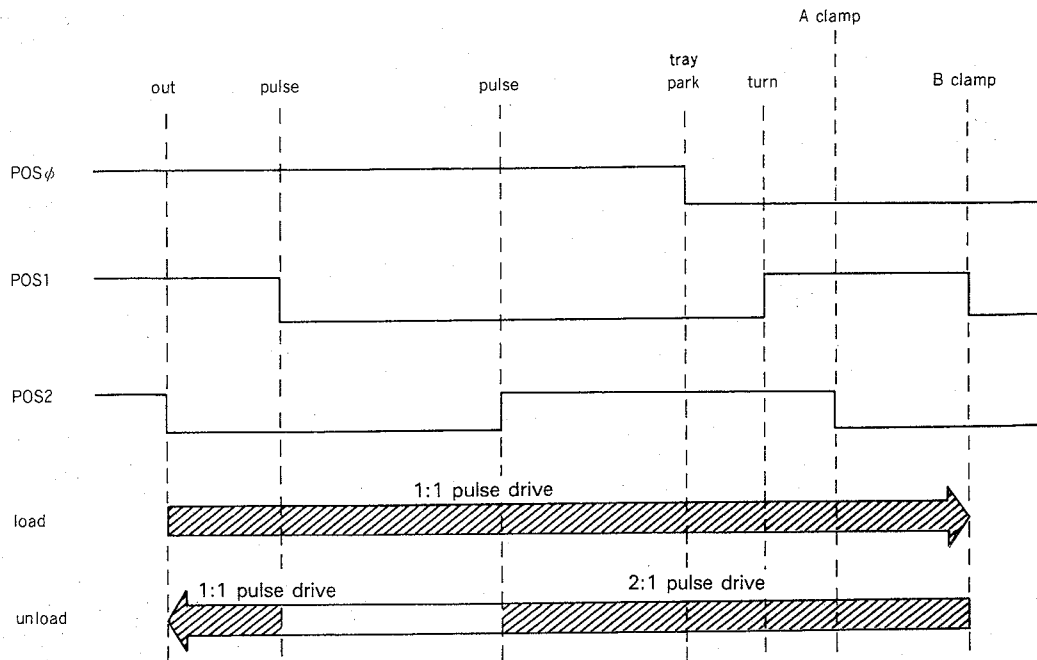 A clamp
out
pulse
pulse
tray
park
turn
B clamp
POSϕ
POS1
POS2
1:1 pulse drive
load
1:1 pulse drive
2:1 pulse drive
unload